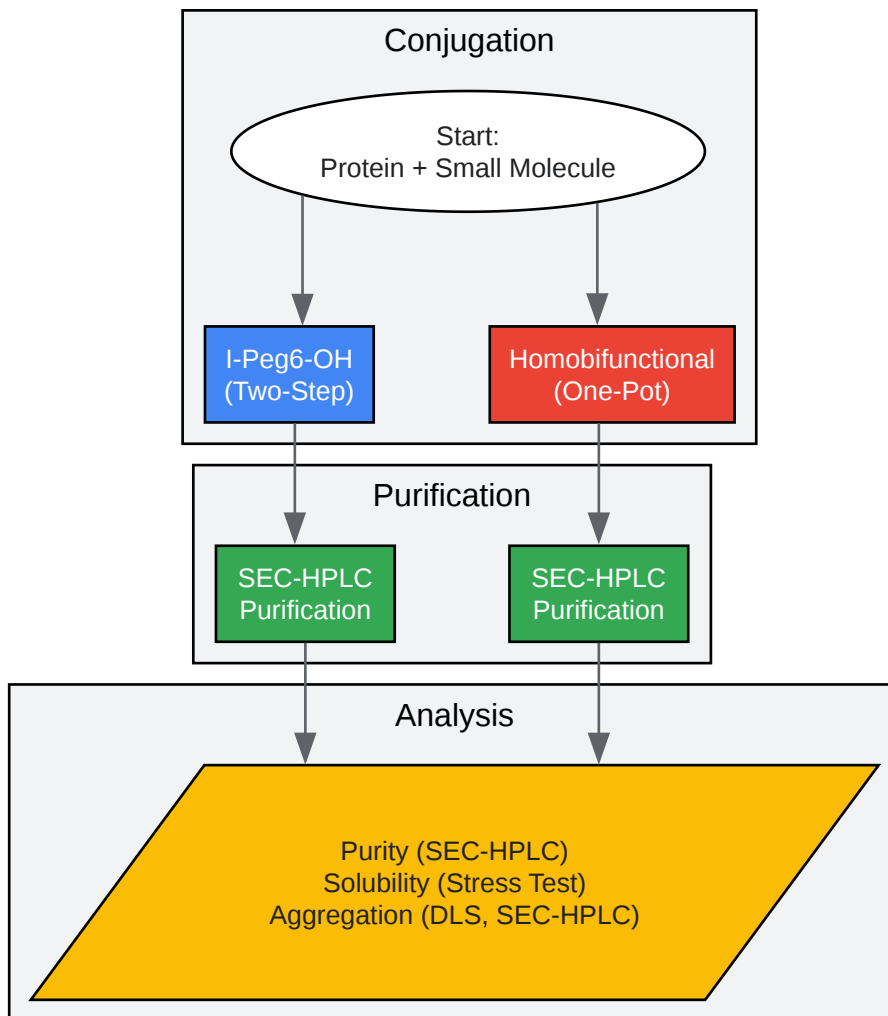 Conjugation
Start:
Protein + Small Molecule
I-Peg6-OH
(Two-Step)
Homobifunctional
(One-Pot)
Purification
SEC-HPLC
Purification
SEC-HPLC
Purification
Analysis
Purity (SEC-HPLC)
Solubility (Stress Test)
Aggregation (DLS, SEC-HPLC)